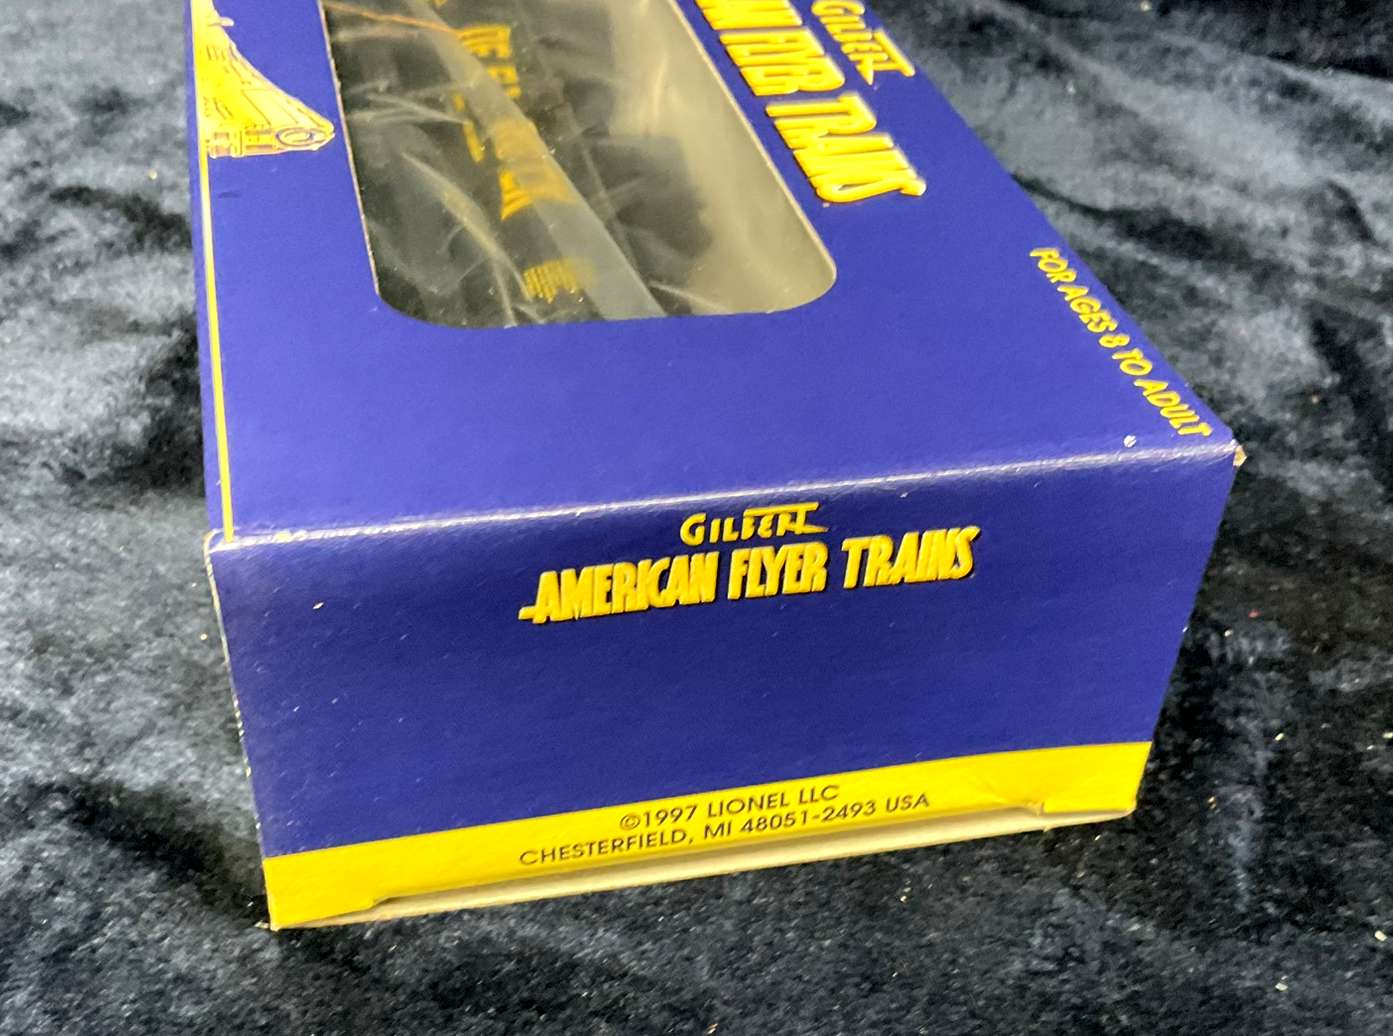 GILBERT
FLYER TRAINS
FOR AGES 8 TO ADULT
GILBERT
AMERICAN FLYER TRAINS
©1997 LIONEL LLC
CHESTERFIELD, MI 48051-2493 USA